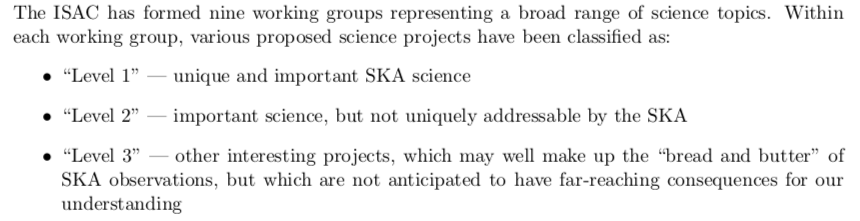 The ISAC has formed nine working groups representing a broad range of science topics. Within
each working group, various proposed science projects have been classified as:
• “Level 1” — unique and important SKA science
• “Level 2” — important science, but not uniquely addressable by the SKA
• “Level 3” — other interesting projects, which may well make up the “bread and butter” of
SKA observations, but which are not anticipated to have far-reaching consequences for our
understanding